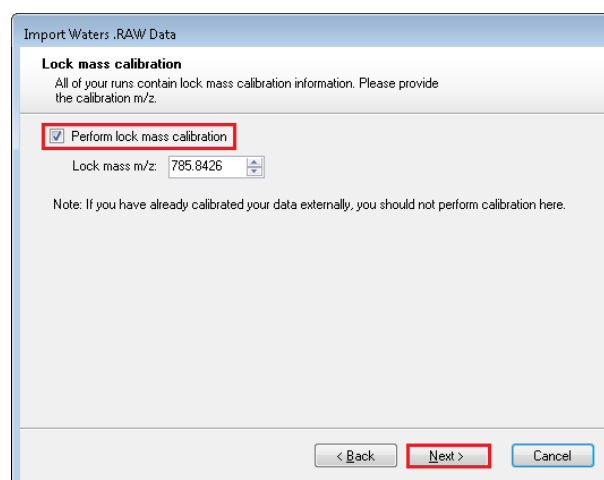 Import Waters .RAW Data
Lock mass calibration
All of your runs contain lock mass calibration information. Please provide
the calibration m/z.
Perform lock mass calibration
Lock mass m/z: 785.8426
Note: If you have already calibrated your data externally, you should not perform calibration here.
< Back Next > Cancel